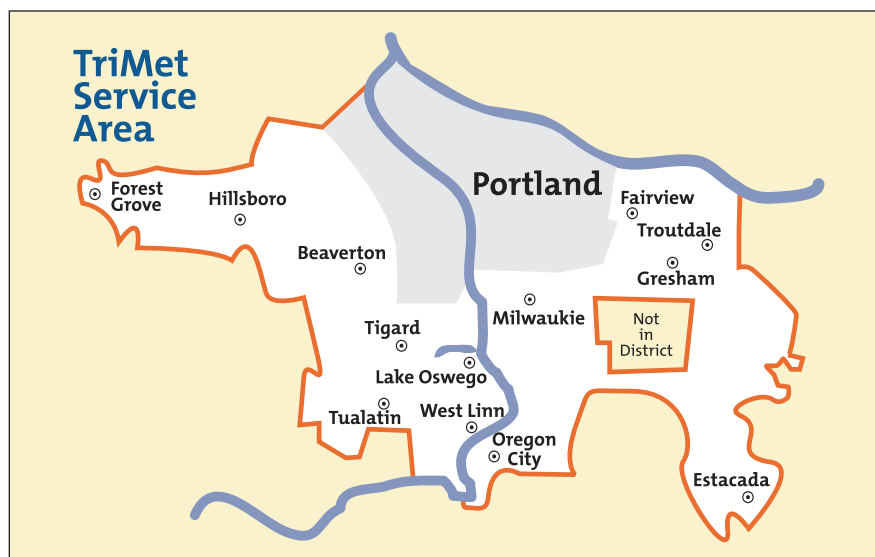 TriMet
Service
Area
Portland
Forest
Grove
Hillsboro
Fairview
Troutdale
Beaverton
Gresham
Milwaukie
Not
in
District
Tigard
Lake Oswego
West Linn
Tualatin
Oregon
City
Estacada